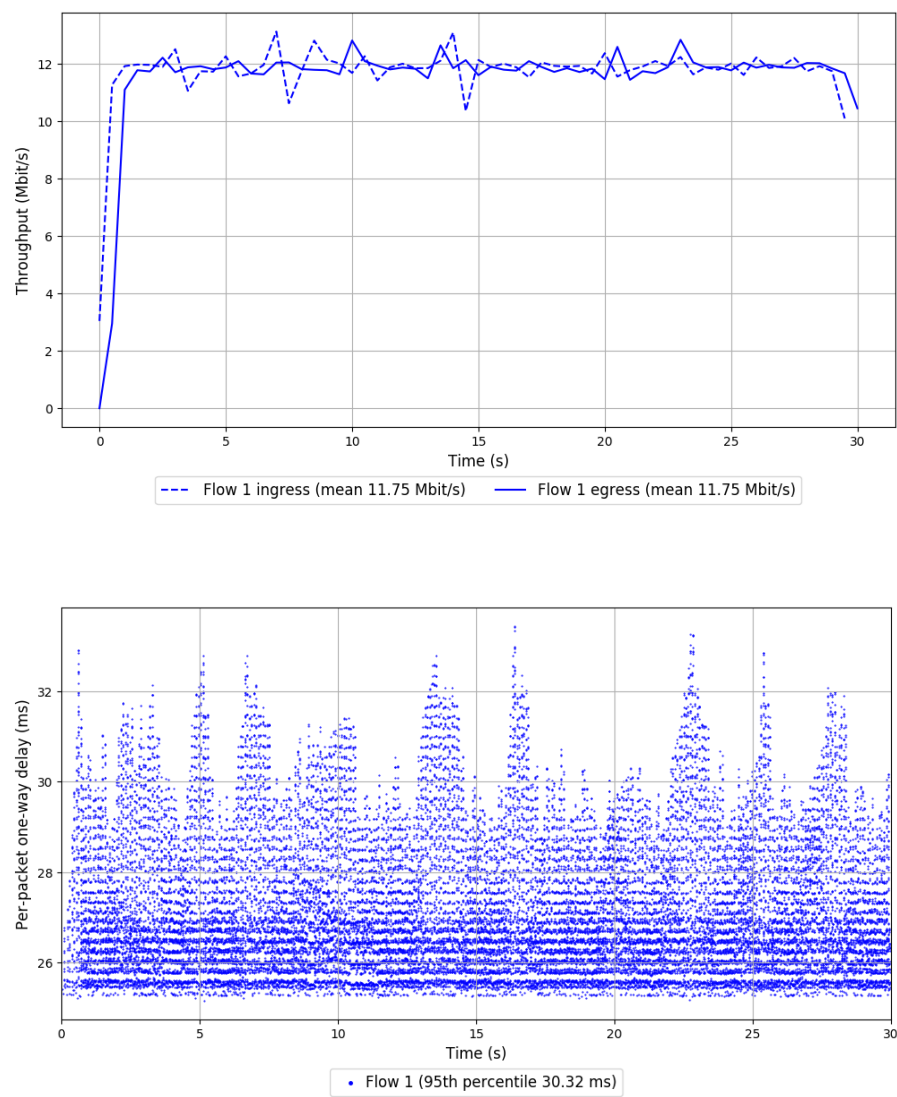 12
10
8
6
4
2
0
Throughput (Mbit/s)
0 5 10 15 20 25 30
Time (s)
Flow 1 ingress (mean 11.75 Mbit/s) Flow 1 egress (mean 11.75 Mbit/s)
32
30
28
26
Per-packet one-way delay (ms)
0 5 10 15 20 25 30
Time (s)
Flow 1 (95th percentile 30.32 ms)